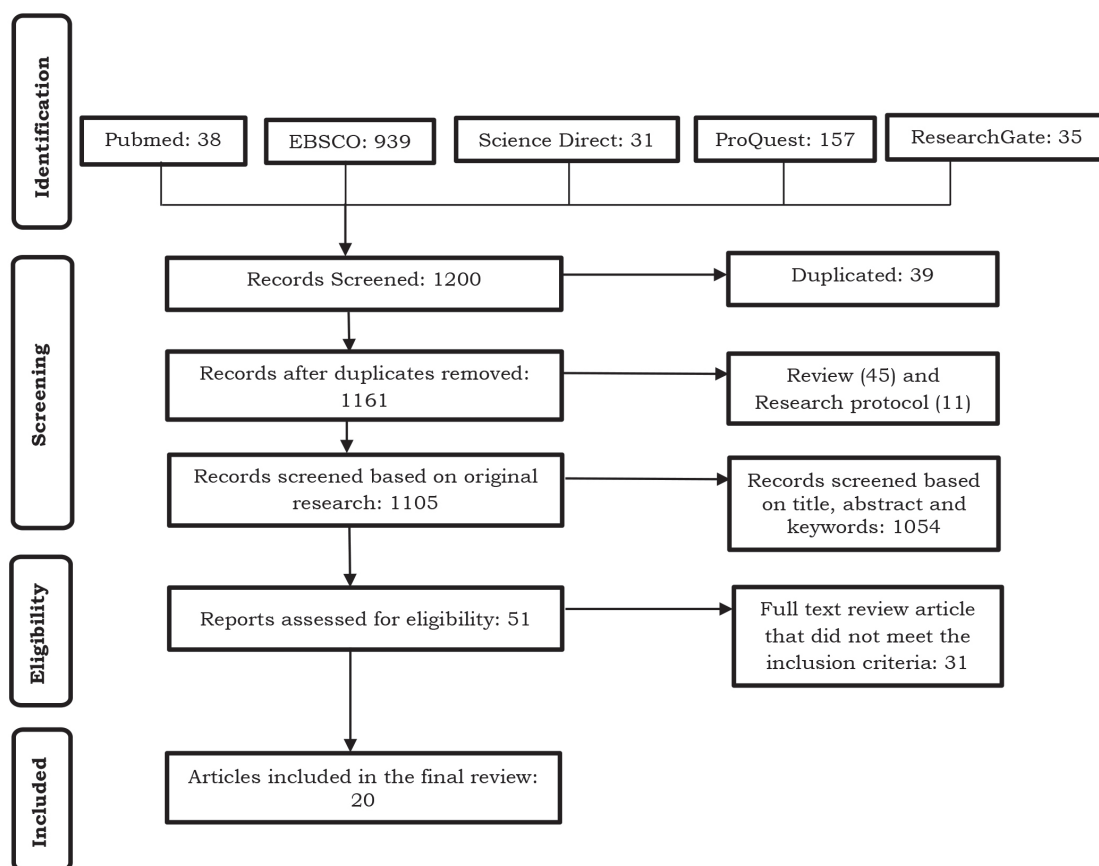 Identification
Pubmed: 38
EBSCO: 939
Science Direct: 31
ProQuest: 157
ResearchGate: 35
Screening
Records Screened: 1200
Duplicated: 39
Records after duplicates removed:
1161
Review (45) and
Research protocol (11)
Records screened based on original
research: 1105
Records screened based
on title, abstract and
keywords: 1054
Eligibility
Reports assessed for eligibility: 51
Full text review article
that did not meet the
inclusion criteria: 31
Included
Articles included in the final review:
20